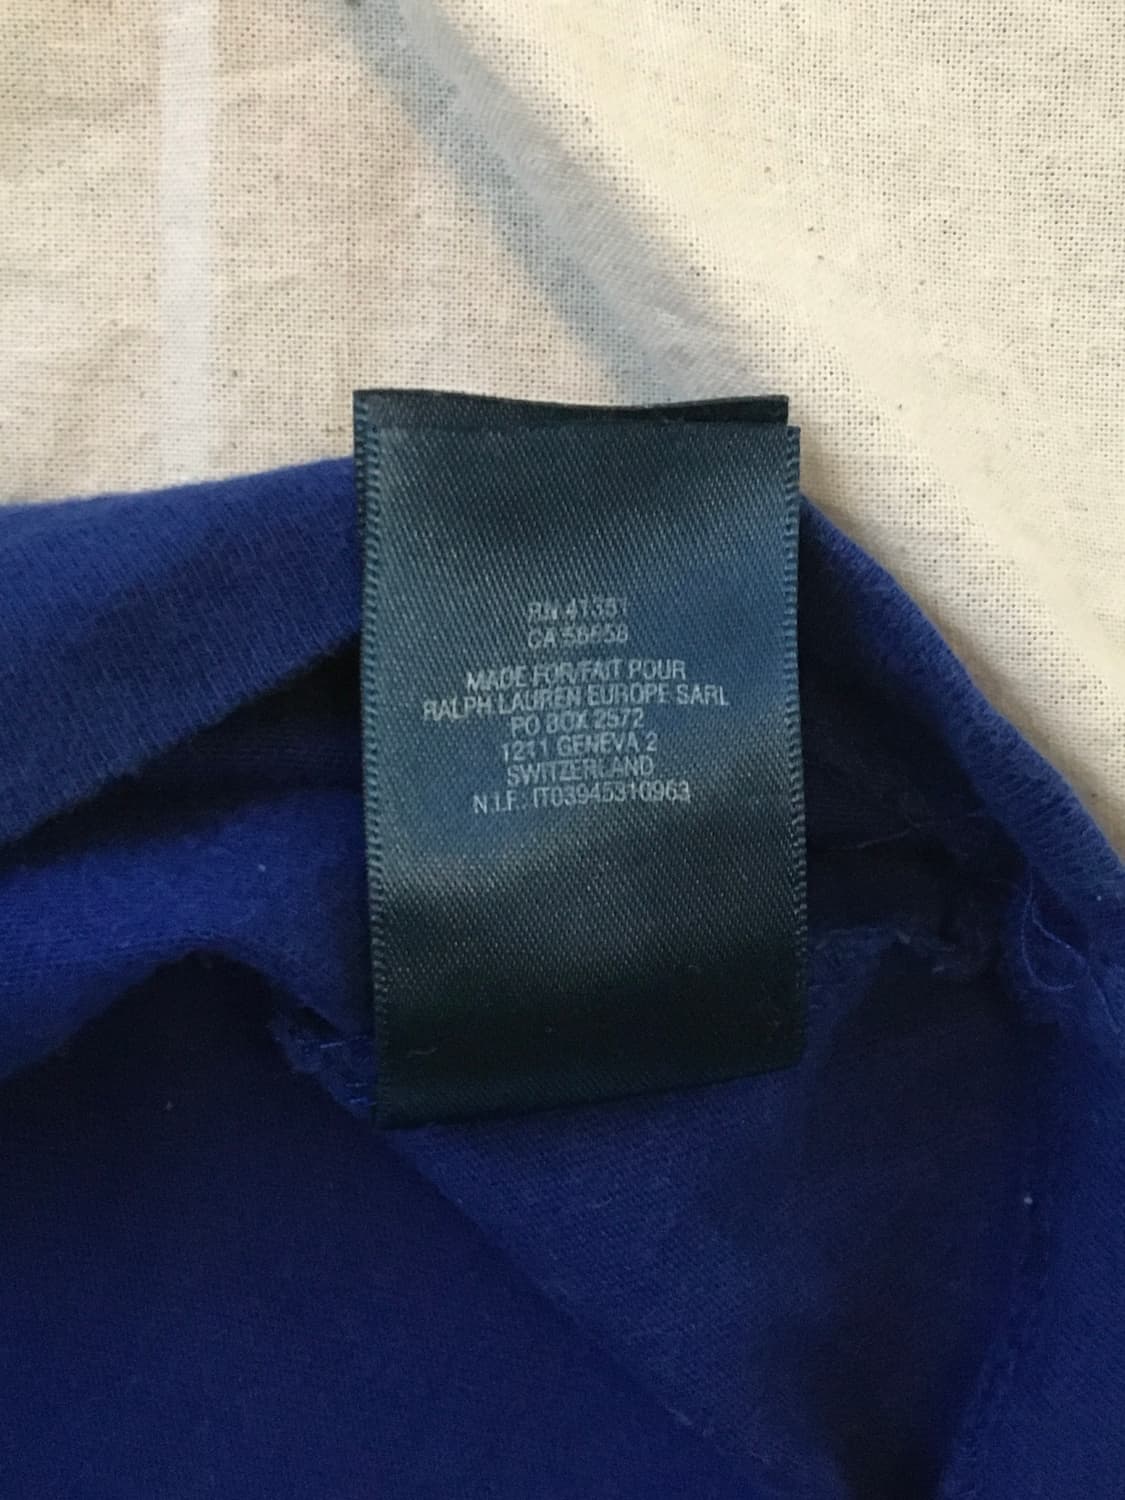 RN 41381
CA 56858
MADE FOR/FAIT POUR
RALPH LAUREN EUROPE SARL
PO BOX 2572
1211 GENEVA 2
SWITZERLAND
N.I.F.: IT03945310963